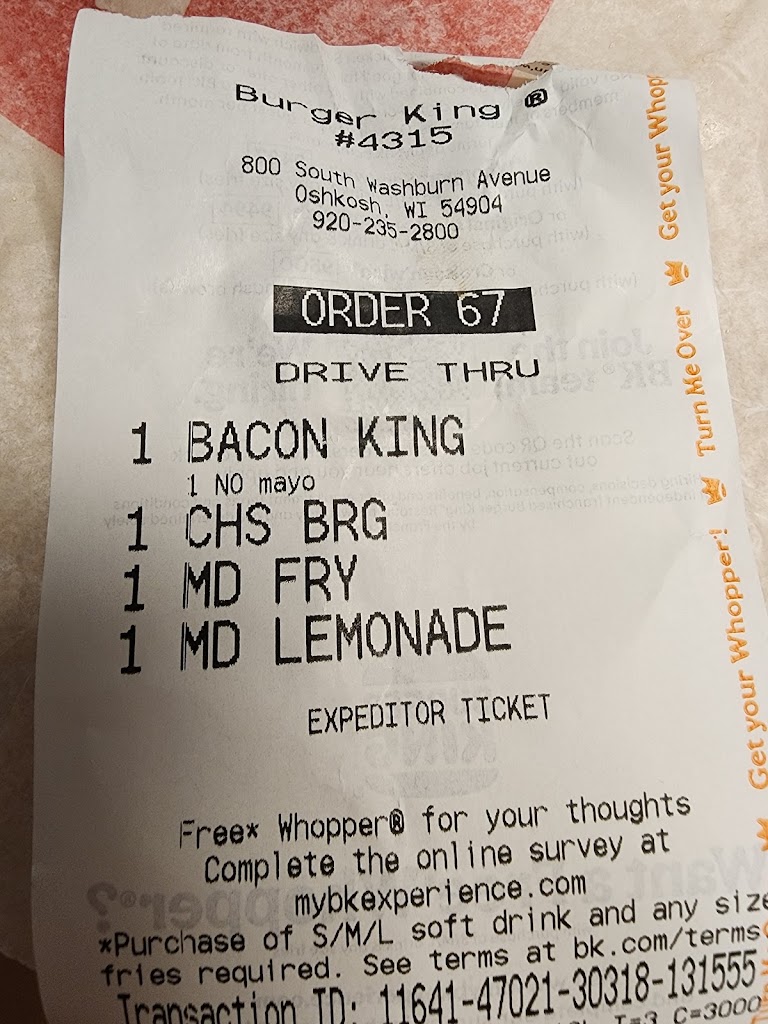 Burger King ®
#4315
800 South Washburn Avenue
Oshkosh, WI 54904
920-235-2800
ORDER 67
DRIVE THRU
1 BACON KING
1 NO mayo
1 CHS BRG
1 MD FRY
1 MD LEMONADE
EXPEDITOR TICKET
Free* Whopper® for your thoughts
Complete the online survey at
mybkexperience.com
*Purchase of S/M/L soft drink and any size
fries required. See terms at bk.com/terms
Transaction ID: 11641-47021-30318-131555
T=3 C=3000
Get your Whopper! Turn Me Over Get your Whopp